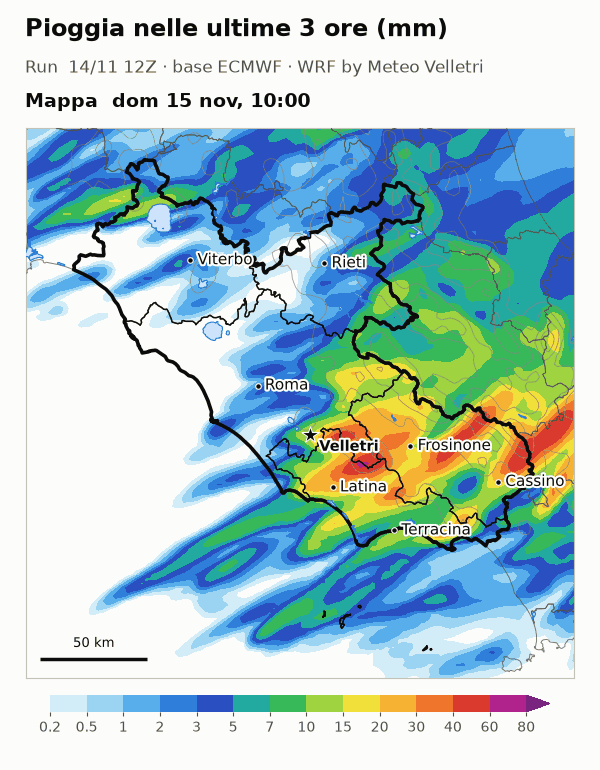 Pioggia nelle ultime 3 ore (mm)
Run 14/11 12Z · base ECMWF · WRF by Meteo Velletri
Mappa dom 15 nov, 10:00
Viterbo
Rieti
Roma
Velletri
Frosinone
Latina
Cassino
Terracina
50 km
0.2 0.5 1 2 3 5 7 10 15 20 30 40 60 80